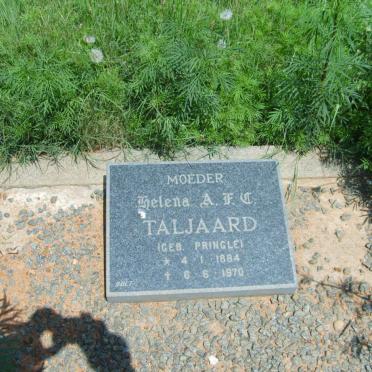 MOEDER
Helena A.F.C.
TALJAARD
(GEB. PRINGLE)
* 4.1.1884
† 6.6.1970